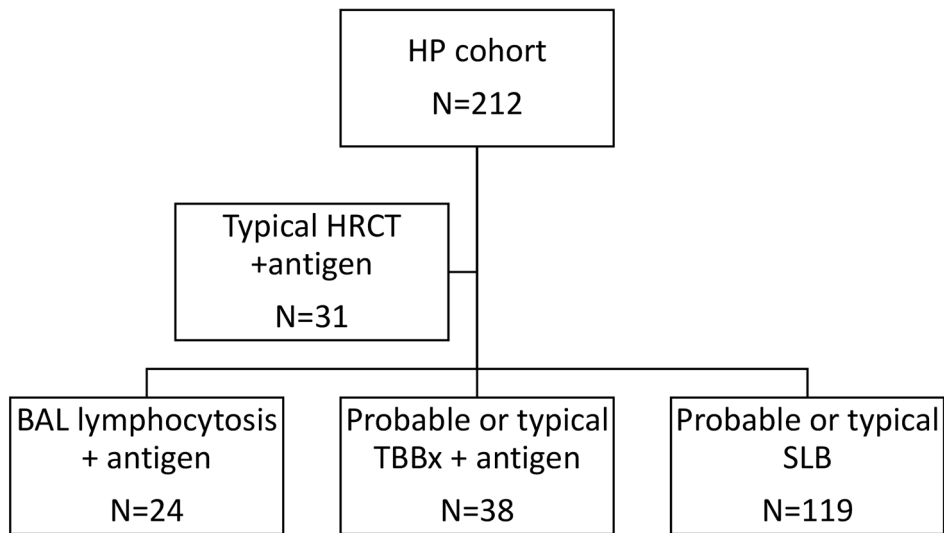 HP cohort
N=212
Typical HRCT
+antigen
N=31
BAL lymphocytosis
+ antigen
N=24
Probable or typical
TBBx + antigen
N=38
Probable or typical
SLB
N=119